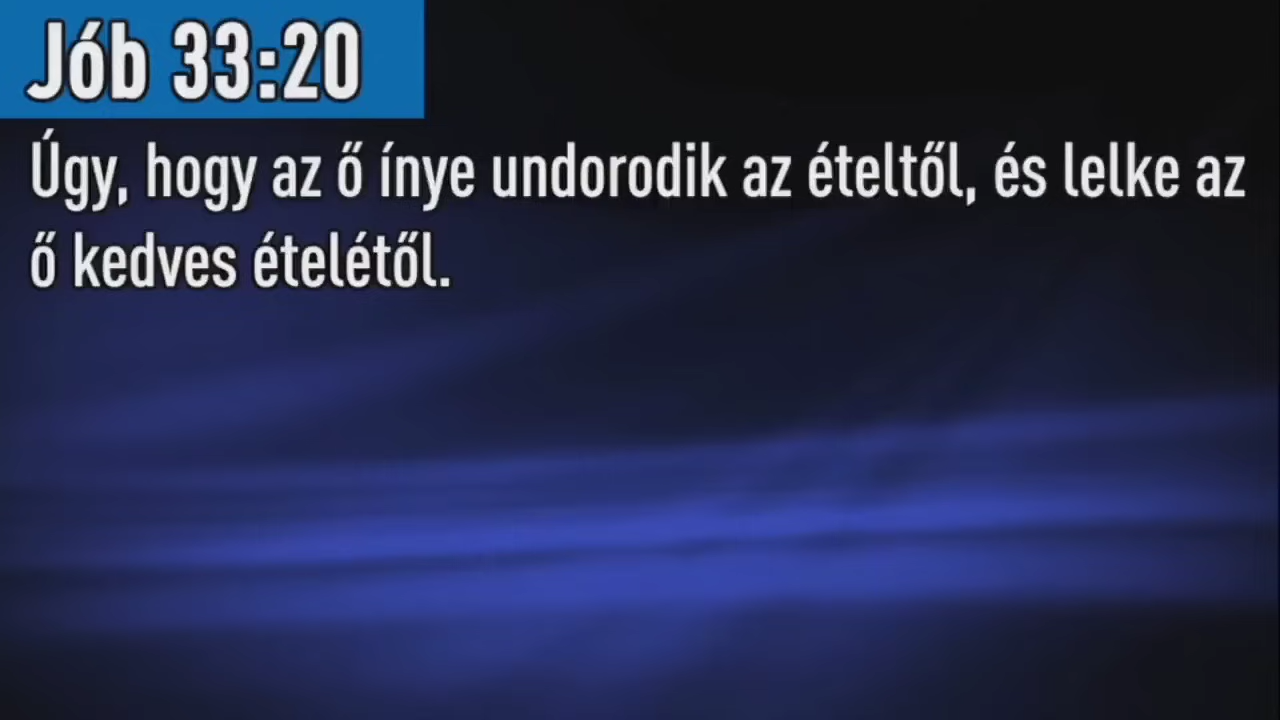 Jób 33:20
Úgy, hogy az ő ínye undorodik az ételtől, és lelke az
ő kedves ételétől.